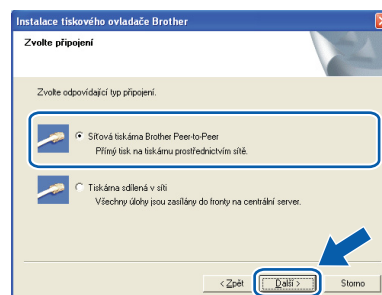 Instalace tiskového ovladače Brother
Zvolte připojení
Zvolte odpovídající typ připojení.
Síťová tiskárna Brother Peer-to-Peer
Přímý tisk na tiskárnu prostřednictvím sítě.
Tiskárna sdílená v síti
Všechny úlohy jsou zasílány do fronty na centrální server.
< Zpět
Další >
Storno